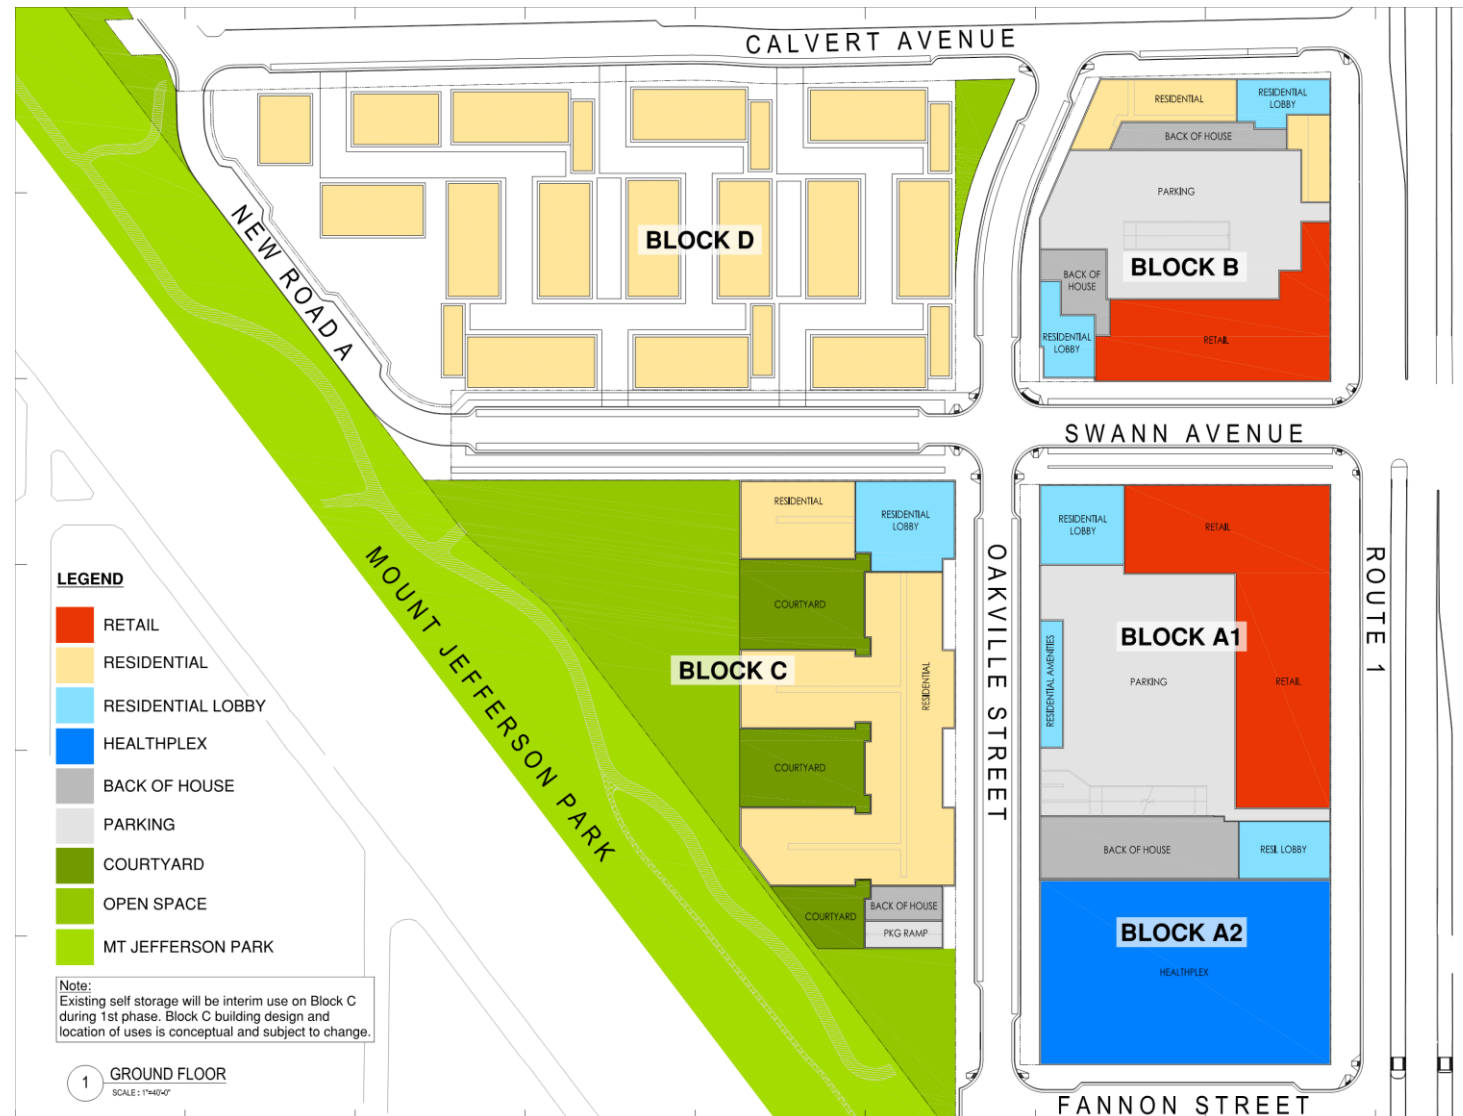 CALVERT AVENUE
RESIDENTIAL
RESIDENTIAL
LOBBY
BACK OF HOUSE
PARKING
NEW ROAD A
BLOCK D
BLOCK B
BACK OF
HOUSE
RESIDENTIAL
LOBBY
RETAIL
SWANN AVENUE
RESIDENTIAL
RESIDENTIAL
LOBBY
RESIDENTIAL
LOBBY
RETAIL
MOUNT JEFFERSON PARK
COURTYARD
OAKVILLE STREET
ROUTE 1
BLOCK A1
BLOCK C
RESIDENTIAL
RESIDENTIAL AMENITIES
PARKING
RETAIL
COURTYARD
BACK OF HOUSE
RESIL LOBBY
COURTYARD
BACK OF HOUSE
PKG RAMP
BLOCK A2
HEALTHPLEX
FANNON STREET
LEGEND
RETAIL
RESIDENTIAL
RESIDENTIAL LOBBY
HEALTHPLEX
BACK OF HOUSE
PARKING
COURTYARD
OPEN SPACE
MT JEFFERSON PARK
Note:
Existing self storage will be interim use on Block C
during 1st phase. Block C building design and
location of uses is conceptual and subject to change.
1
GROUND FLOOR
SCALE : 1"=40'-0"